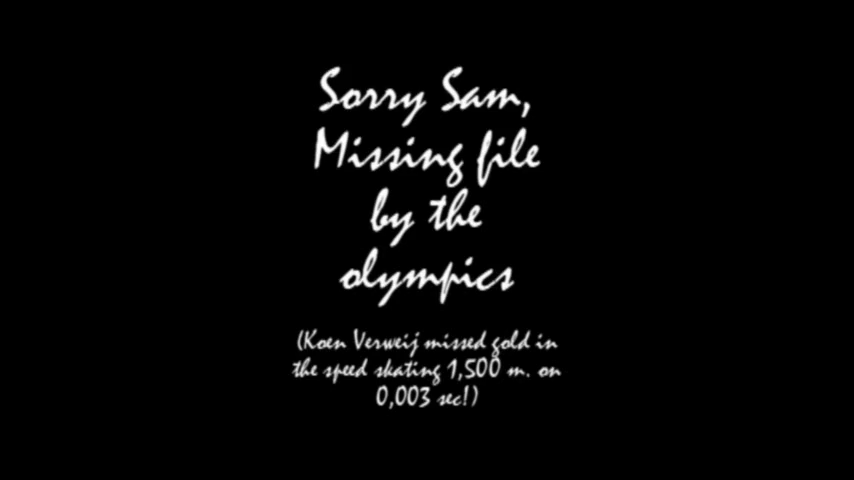 Sorry Sam,
Missing file
by the
olympics
(Koen Verweij missed gold in
the speed skating 1,500 m. on
0,003 sec!)